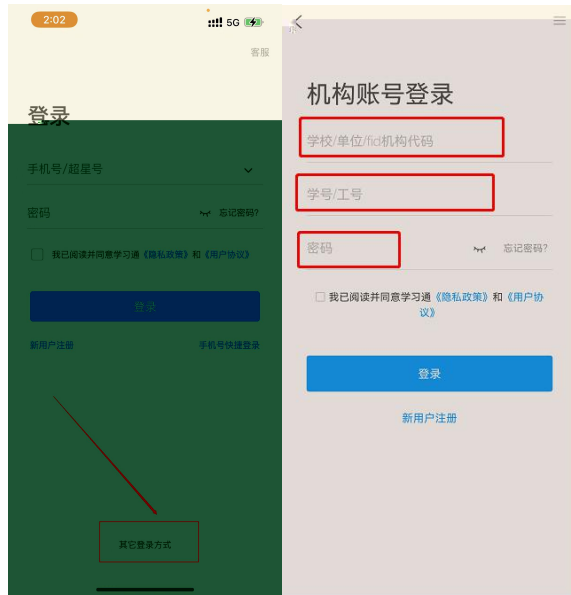 2:02
5G
客服
登录
手机号/超星号
密码
忘记密码?
我已阅读并同意学习通《隐私政策》和《用户协议》
登录
新用户注册
手机号快捷登录
其它登录方式
机构账号登录
学校/单位/fid机构代码
学号/工号
密码
忘记密码?
我已阅读并同意学习通《隐私政策》和《用户协
议》
登录
新用户注册